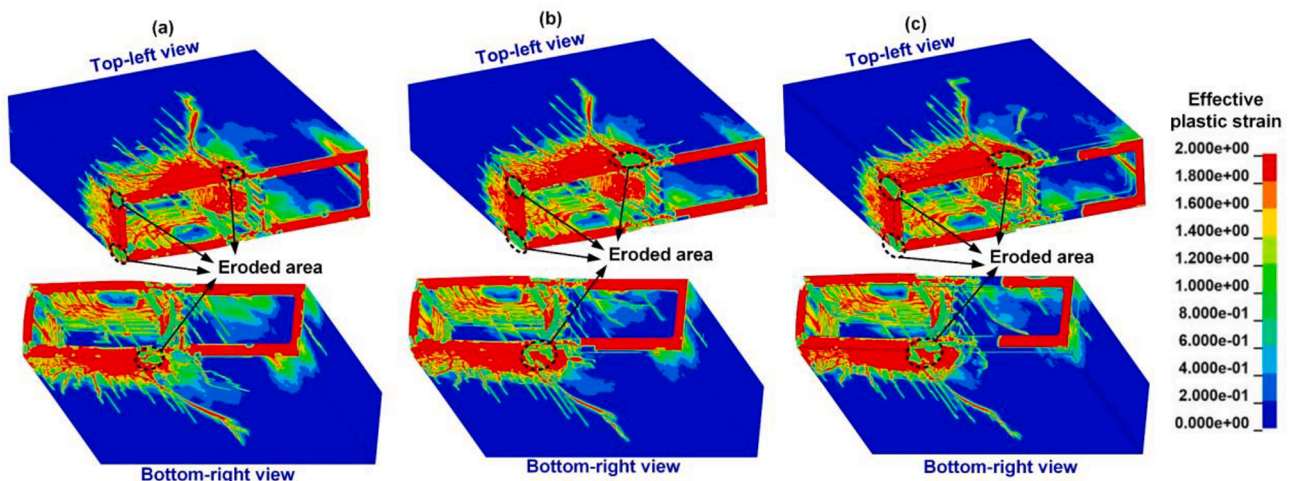 (a)
Top-left view
Eroded area
Bottom-right view
(b)
Top-left view
Eroded area
Bottom-right view
(c)
Top-left view
Eroded area
Bottom-right view
Effective
plastic strain
2.000e+00
1.800e+00
1.600e+00
1.400e+00
1.200e+00
1.000e+00
8.000e-01
6.000e-01
4.000e-01
2.000e-01
0.000e+00